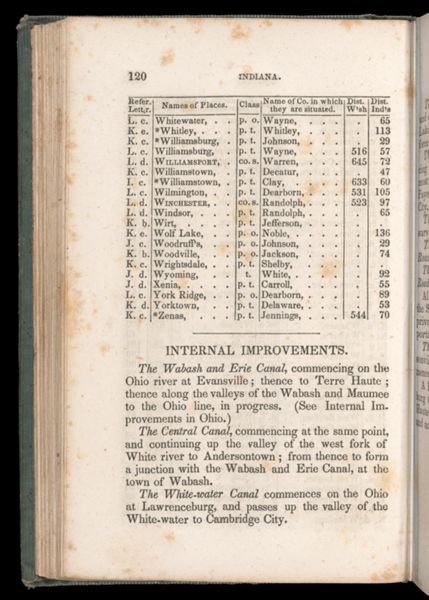 120 INDIANA.
Refer. Lett,r. Names of Places. Class Name of Co. in which they are situated. Dist. W'sh Dist. Ind's
L. c. Whitewater, . . p. o. Wayne, . . . . 65
K. e. *Whitley, . . . p. t. Whitley, . . . . 113
K. c. *Williamsburg, . p. t. Johnson, . . . . 29
L. c. Williamsburg, . p. t. Wayne, . . . 516 57
L. d. WILLIAMSPORT, . co. s. Warren, . . . 645 72
K. c. Williamstown, . p. t. Decatur, . . . . 47
I. c. *Williamstown, . p. t. Clay, . . . . 633 60
L. c. Wilmington, . . p. t. Dearborn, . . . 531 105
L. d. WINCHESTER, . . co. s. Randolph, . . . 523 97
L. d. Windsor, . . . p. t. Randolph, . . . . 65
K. b. Wirt, . . . . p. t. Jefferson, . . . .
K. e. Wolf Lake, . . p. o. Noble, . . . . . 136
J. c. Woodruff's, . . p. o. Johnson, . . . . 29
K. b. Woodville, . . p. o. Jackson, . . . . 74
K. c. Wrightsdale, . . p. t. Shelby, . . . .
J. d. Wyoming, . . t. White, . . . . . 92
J. d. Xenia, . . . . p. t. Carroll, . . . . 55
L. c. York Ridge, . . p. o. Dearborn, . . . . 89
K. d. Yorktown, . . p. t. Delaware, . . . . 53
K. c. *Zenas, . . . p. t. Jennings, . . . 544 70
INTERNAL IMPROVEMENTS.
The Wabash and Erie Canal, commencing on the
Ohio river at Evansville; thence to Terre Haute;
thence along the valleys of the Wabash and Maumee
to the Ohio line, in progress. (See Internal Im-
provements in Ohio.)
The Central Canal, commencing at the same point,
and continuing up the valley of the west fork of
White river to Andersontown; from thence to form
a junction with the Wabash and Erie Canal, at the
town of Wabash.
The White-water Canal commences on the Ohio
at Lawrenceburg, and passes up the valley of the
White-water to Cambridge City.